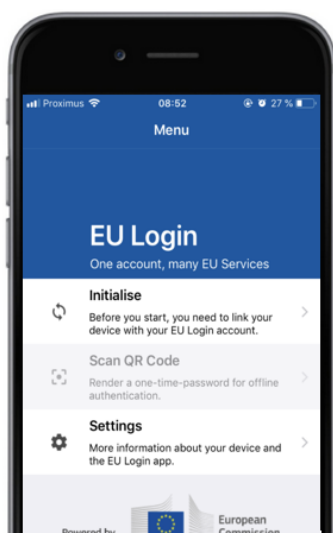 Proximus 08:52 27 %
Menu
EU Login
One account, many EU Services
Initialise
Before you start, you need to link your
device with your EU Login account.
Scan QR Code
Render a one-time-password for offline
authentication.
Settings
More information about your device and
the EU Login app.
Powered by
European
Commission